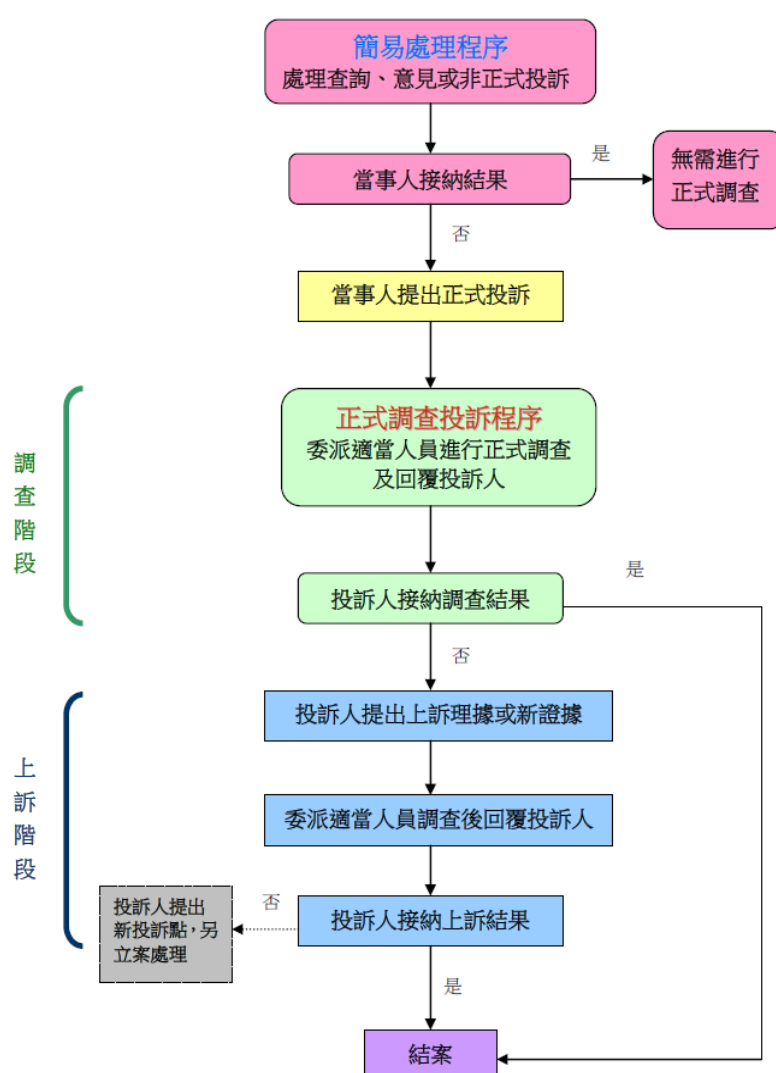 簡易處理程序
處理查詢、意見或非正式投訴
當事人接納結果
是
無需進行
正式調查
否
當事人提出正式投訴
調
查
階
段
正式調查投訴程序
委派適當人員進行正式調查
及回覆投訴人
投訴人接納調查結果
是
否
上
訴
階
段
投訴人提出上訴理據或新證據
委派適當人員調查後回覆投訴人
投訴人接納上訴結果
否
投訴人提出
新投訴點，另
立案處理
是
結案